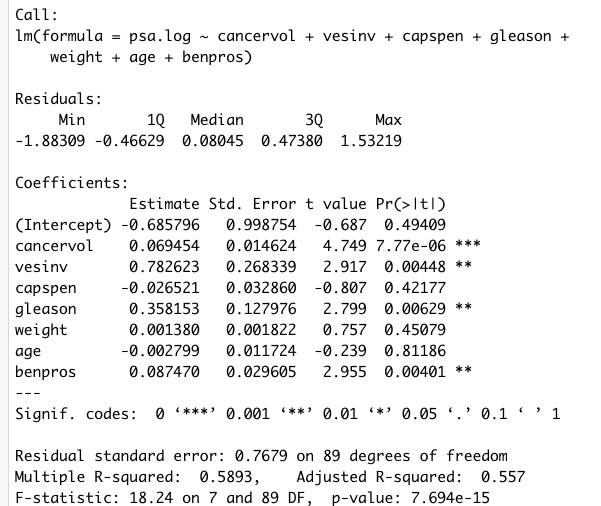 Call:
lm(formula = psa.log ~ cancervol + vesinv + capspen + gleason +
    weight + age + benpros)

Residuals:
     Min       1Q   Median       3Q      Max
-1.88309 -0.46629  0.08045  0.47380  1.53219

Coefficients:
             Estimate Std. Error t value Pr(>|t|)
(Intercept) -0.685796   0.998754  -0.687  0.49409
cancervol    0.069454   0.014624   4.749 7.77e-06 ***
vesinv       0.782623   0.268339   2.917  0.00448 **
capspen     -0.026521   0.032860  -0.807  0.42177
gleason      0.358153   0.127976   2.799  0.00629 **
weight       0.001380   0.001822   0.757  0.45079
age         -0.002799   0.011724  -0.239  0.81186
benpros      0.087470   0.029605   2.955  0.00401 **
---
Signif. codes:  0 ‘***’ 0.001 ‘**’ 0.01 ‘*’ 0.05 ‘.’ 0.1 ‘ ’ 1

Residual standard error: 0.7679 on 89 degrees of freedom
Multiple R-squared:  0.5893,    Adjusted R-squared:  0.557
F-statistic: 18.24 on 7 and 89 DF,  p-value: 7.694e-15